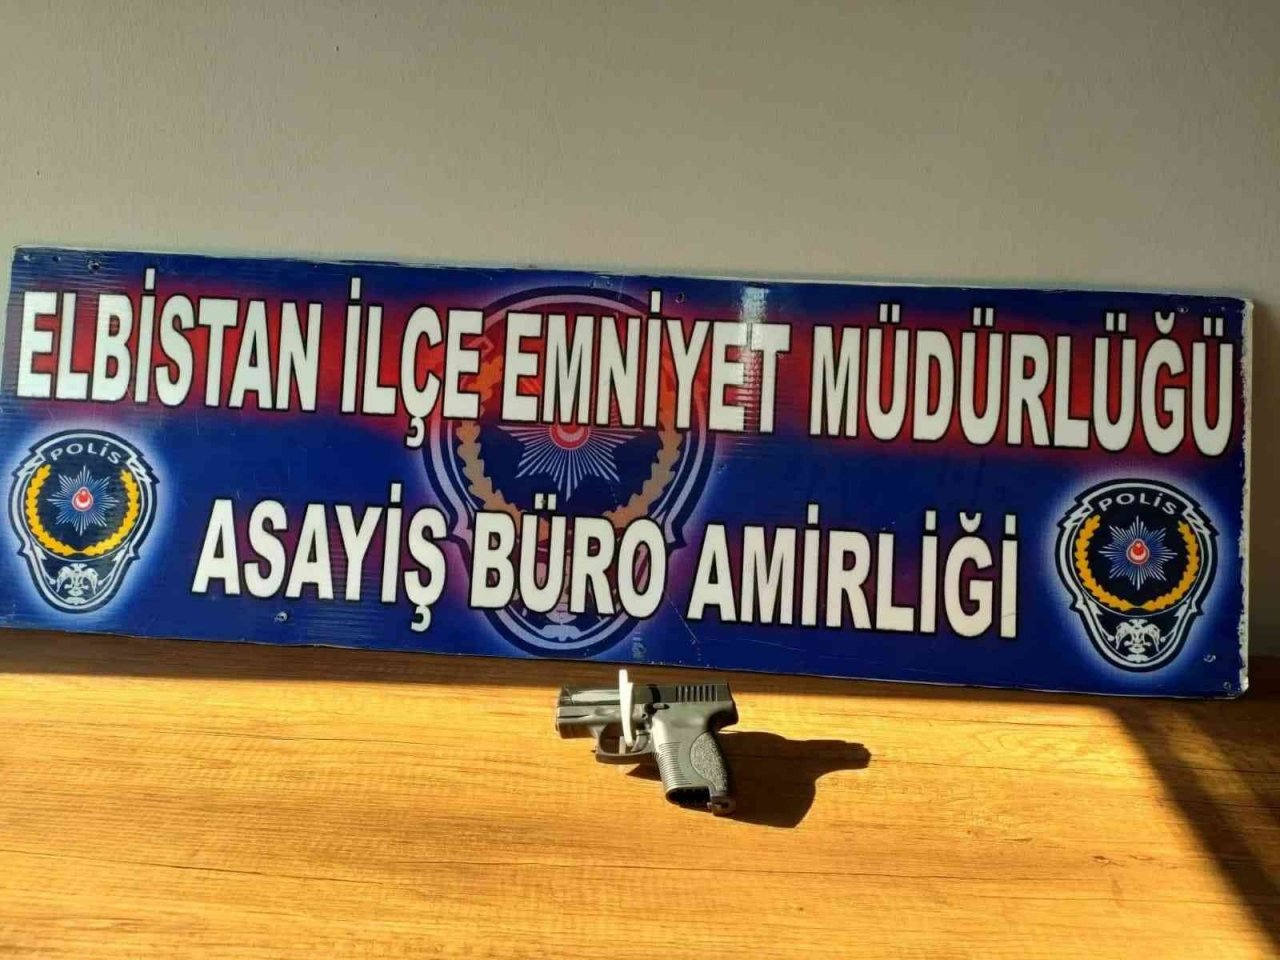 ELBİSTAN İLÇE EMNİYET MÜDÜRLÜĞÜ
POLİS
ASAYİŞ BÜRO AMİRLİĞİ
POLİS